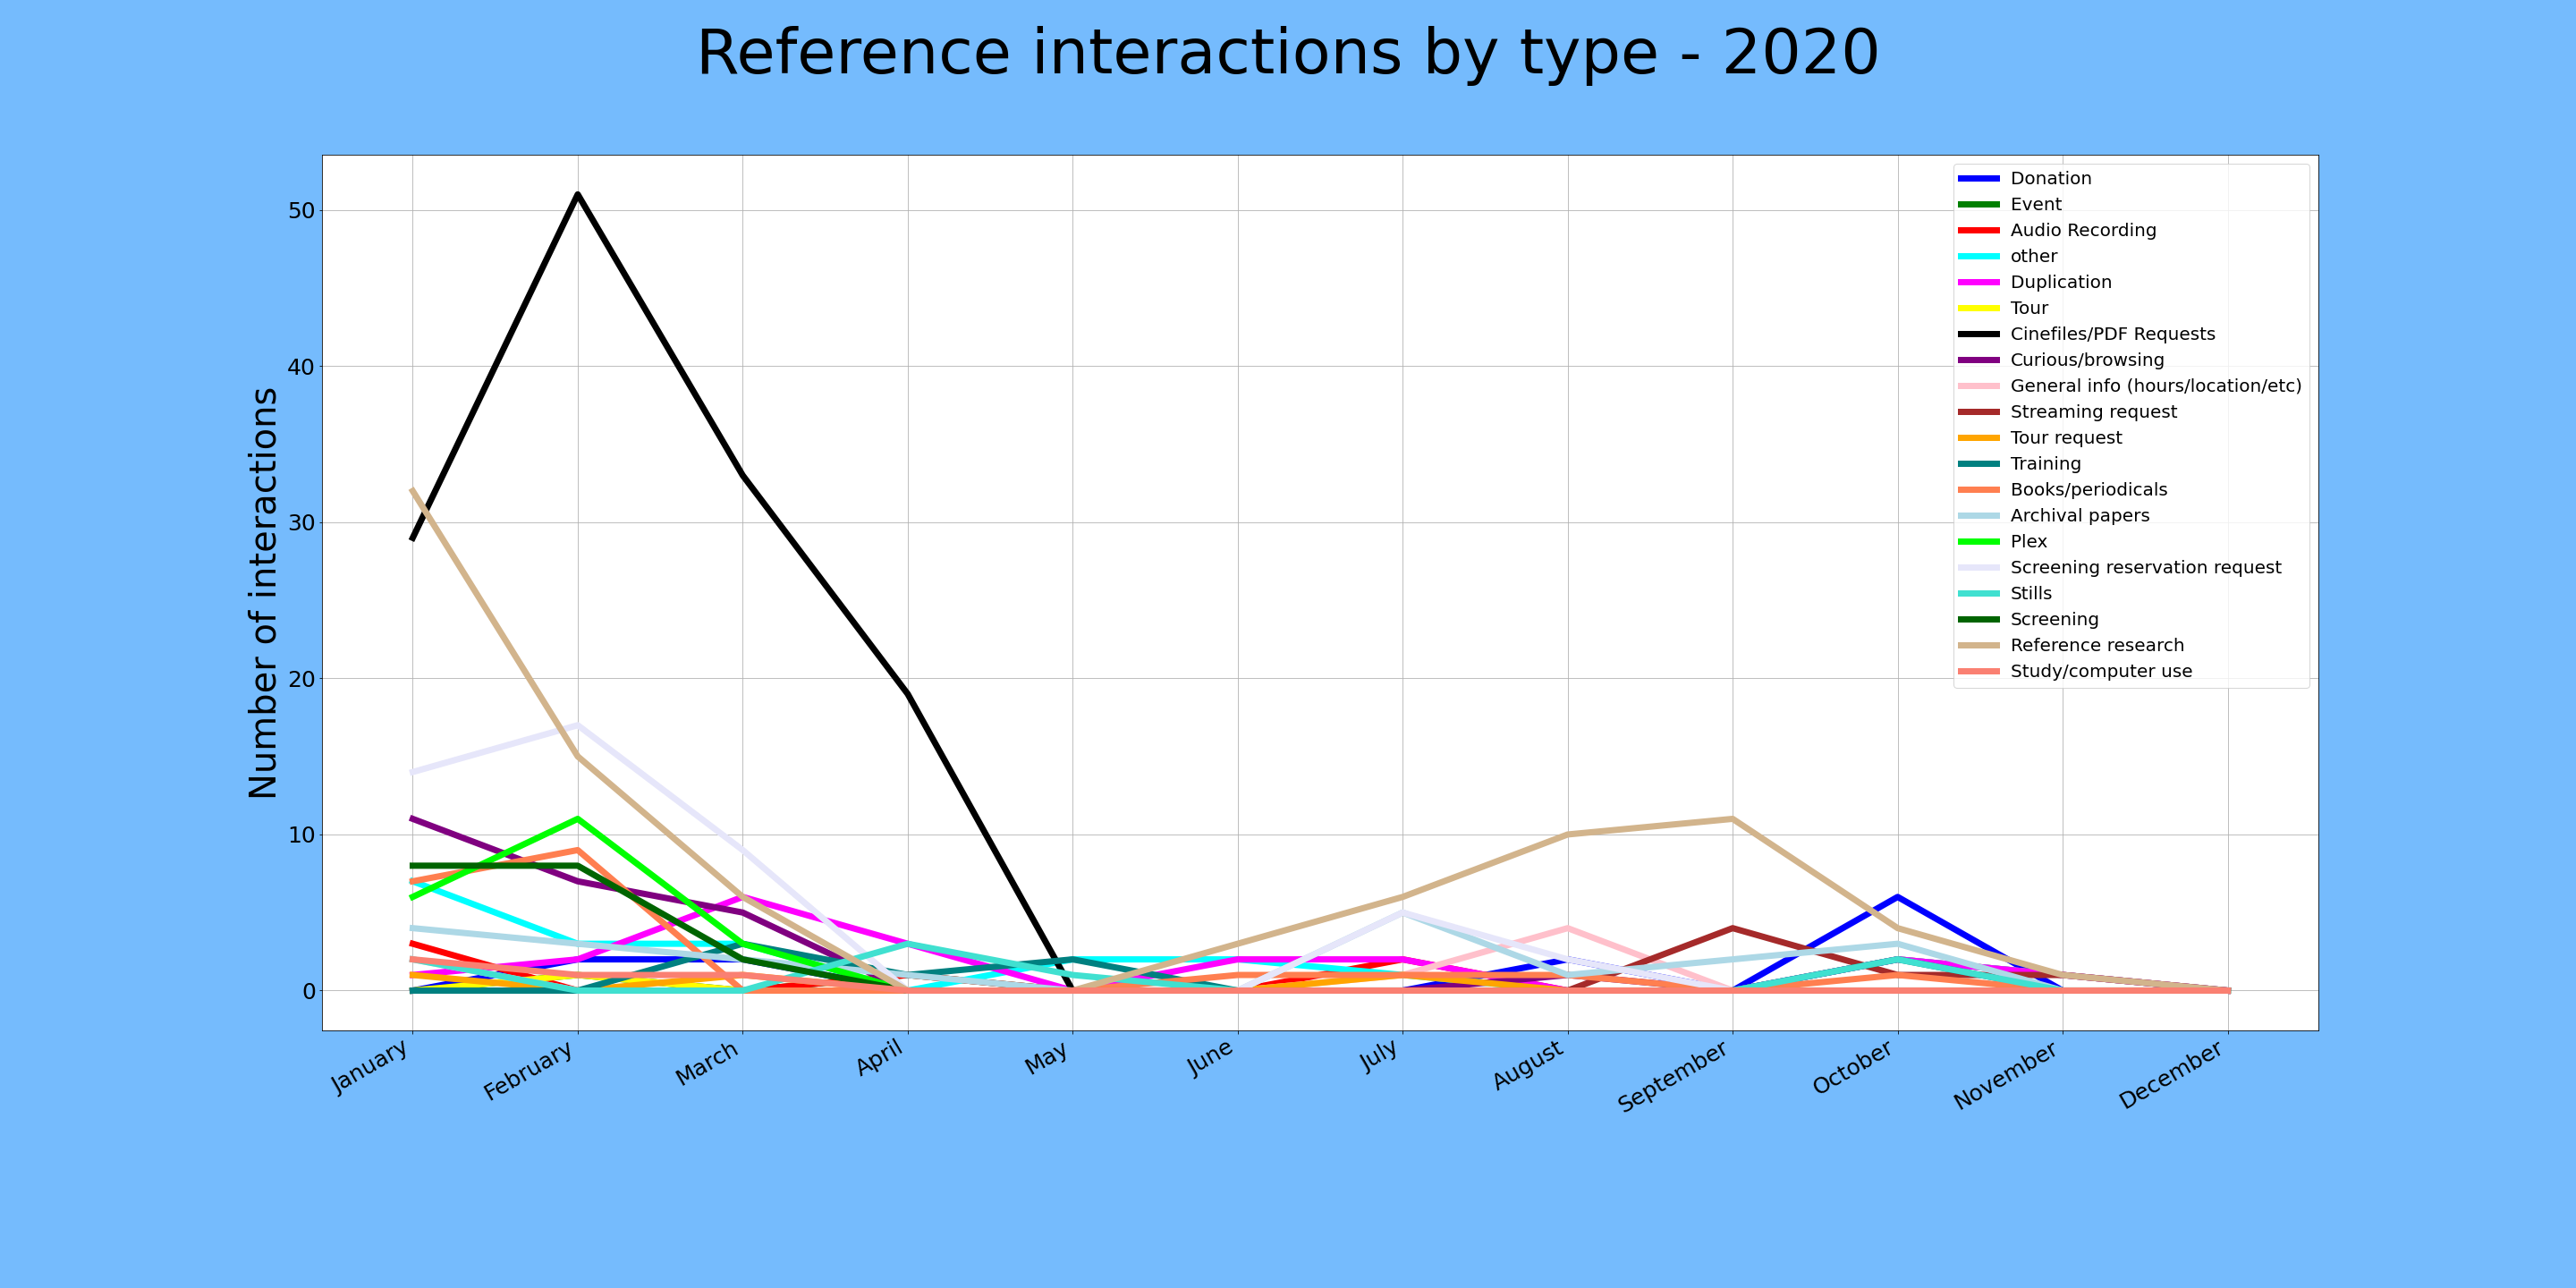 Reference interactions by type - 2020
Number of interactions
50
40
30
20
10
0
January
February
March
April
May
June
July
August
September
October
November
December
Donation
Event
Audio Recording
other
Duplication
Tour
Cinefiles/PDF Requests
Curious/browsing
General info (hours/location/etc)
Streaming request
Tour request
Training
Books/periodicals
Archival papers
Plex
Screening reservation request
Stills
Screening
Reference research
Study/computer use